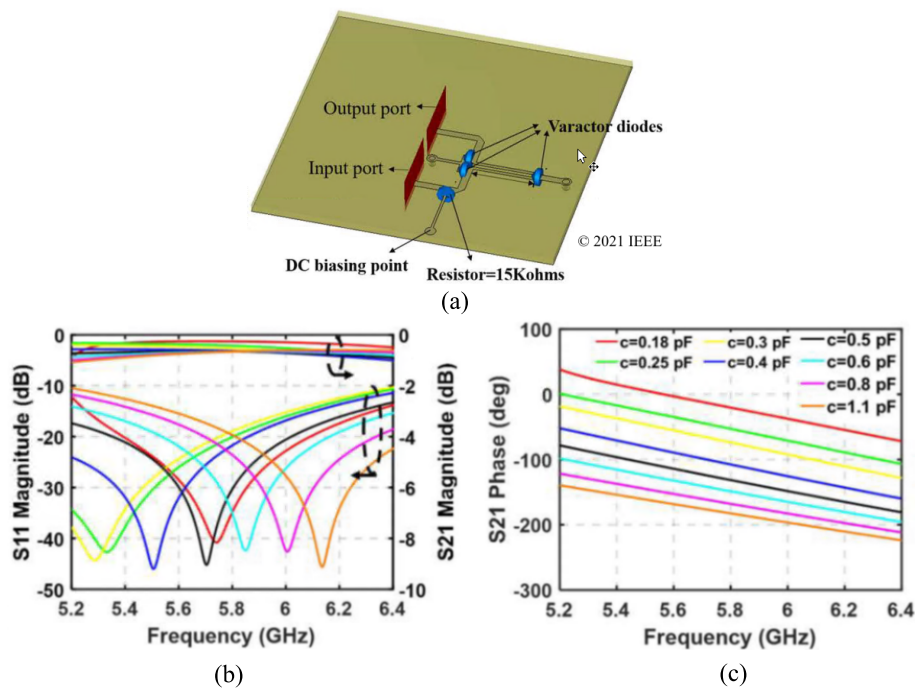 Output port
Varactor diodes
Input port
© 2021 IEEE
DC biasing point
Resistor=15Kohms
(a)
0
-10
-20
-30
-40
-50
S11 Magnitude (dB)
0
-2
-4
-6
-8
-10
S21 Magnitude (dB)
5.2 5.4 5.6 5.8 6 6.2 6.4
Frequency (GHz)
(b)
100
0
-100
-200
-300
S21 Phase (deg)
c=0.18 pF c=0.3 pF c=0.5 pF
c=0.25 pF c=0.4 pF c=0.6 pF
c=0.8 pF
c=1.1 pF
5.2 5.4 5.6 5.8 6 6.2 6.4
Frequency (GHz)
(c)